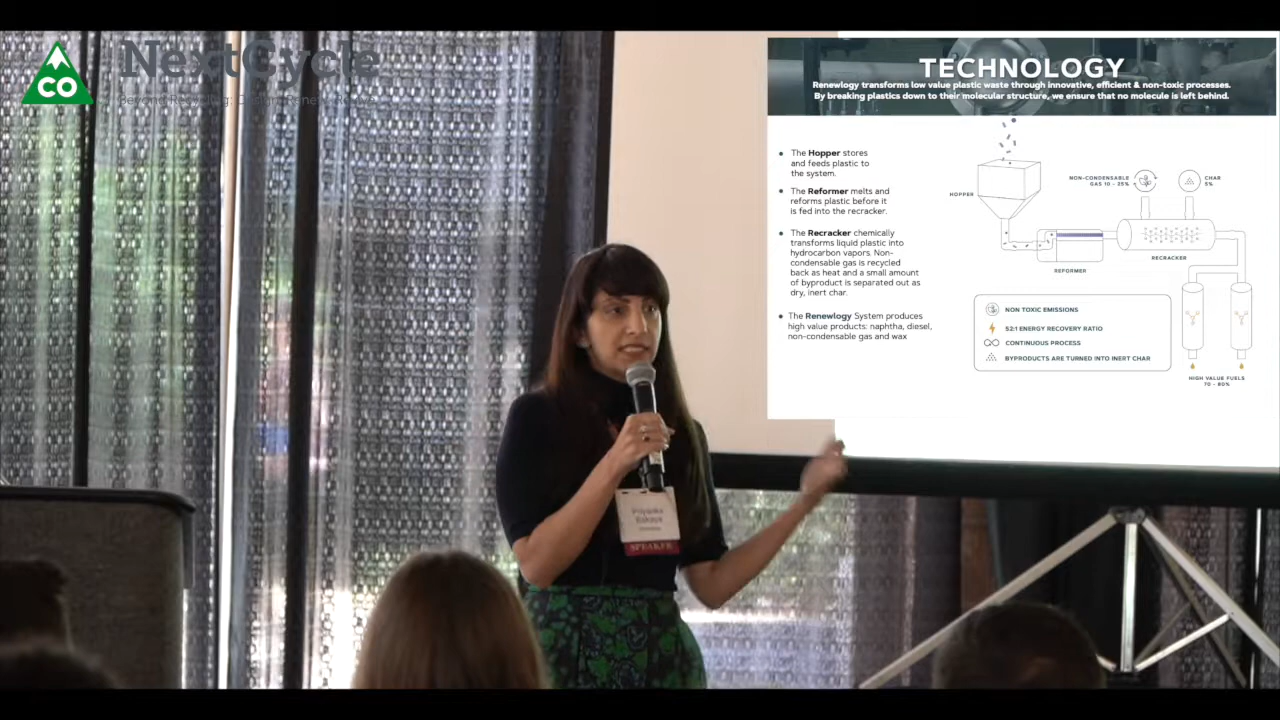 NextCycle
CO
TECHNOLOGY
Renewlogy transforms low value plastic waste through innovative, efficient & non-toxic processes.
By breaking plastics down to their molecular structure, we ensure that no molecule is left behind.
The Hopper stores
and feeds plastic to
the system.
The Reformer melts and
reforms plastic before it
is fed into the recracker.
The Recracker chemically
transforms liquid plastic into
hydrocarbon vapors. Non-
condensable gas is recycled
back as heat and a small amount
of byproduct is separated out as
dry, inert char.
The Renewlogy System produces
high value products: naphtha, diesel,
non-condensable gas and wax
HOPPER
NON-CONDENSABLE
GAS 10 - 25%
CHAR
5%
REFORMER
RECRACKER
NON TOXIC EMISSIONS
52:1 ENERGY RECOVERY RATIO
CONTINUOUS PROCESS
BYPRODUCTS ARE TURNED INTO INERT CHAR
HIGH VALUE FUELS
70 - 80%
SPEAKER